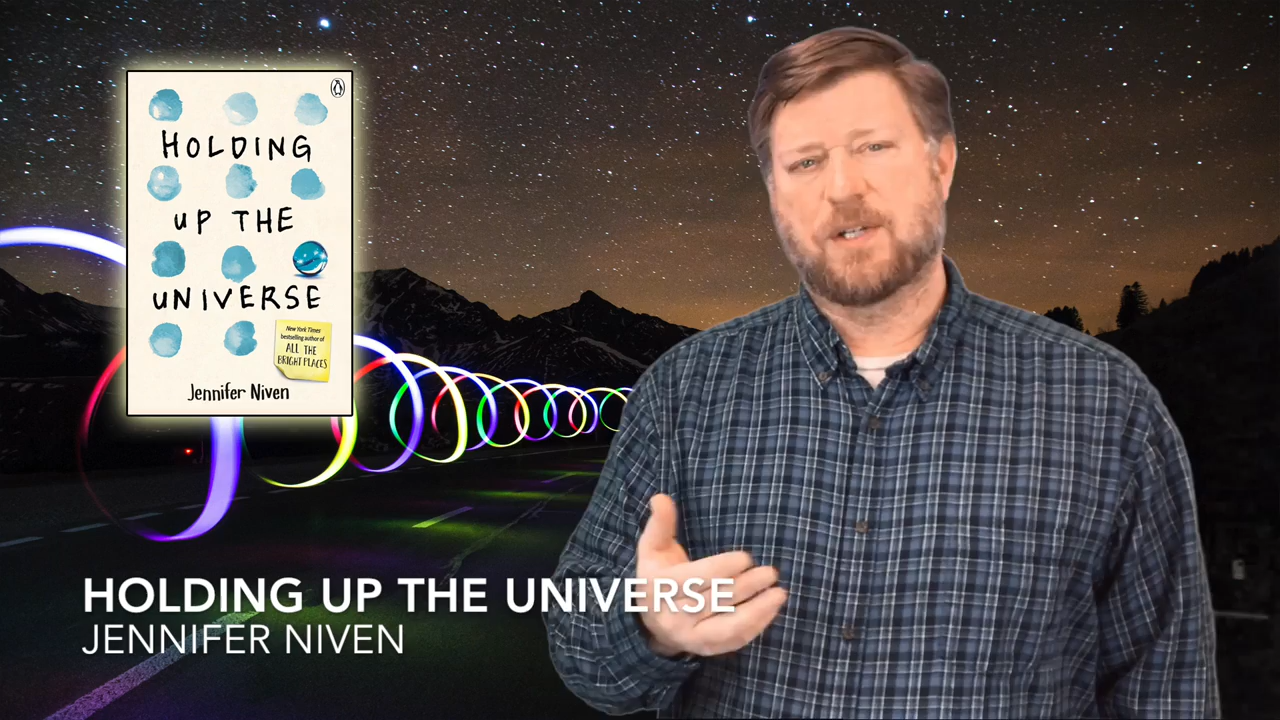 HOLDING
UP THE
UNIVERSE
New York Times
bestselling author of
ALL THE
BRIGHT PLACES
Jennifer Niven
HOLDING UP THE UNIVERSE
JENNIFER NIVEN